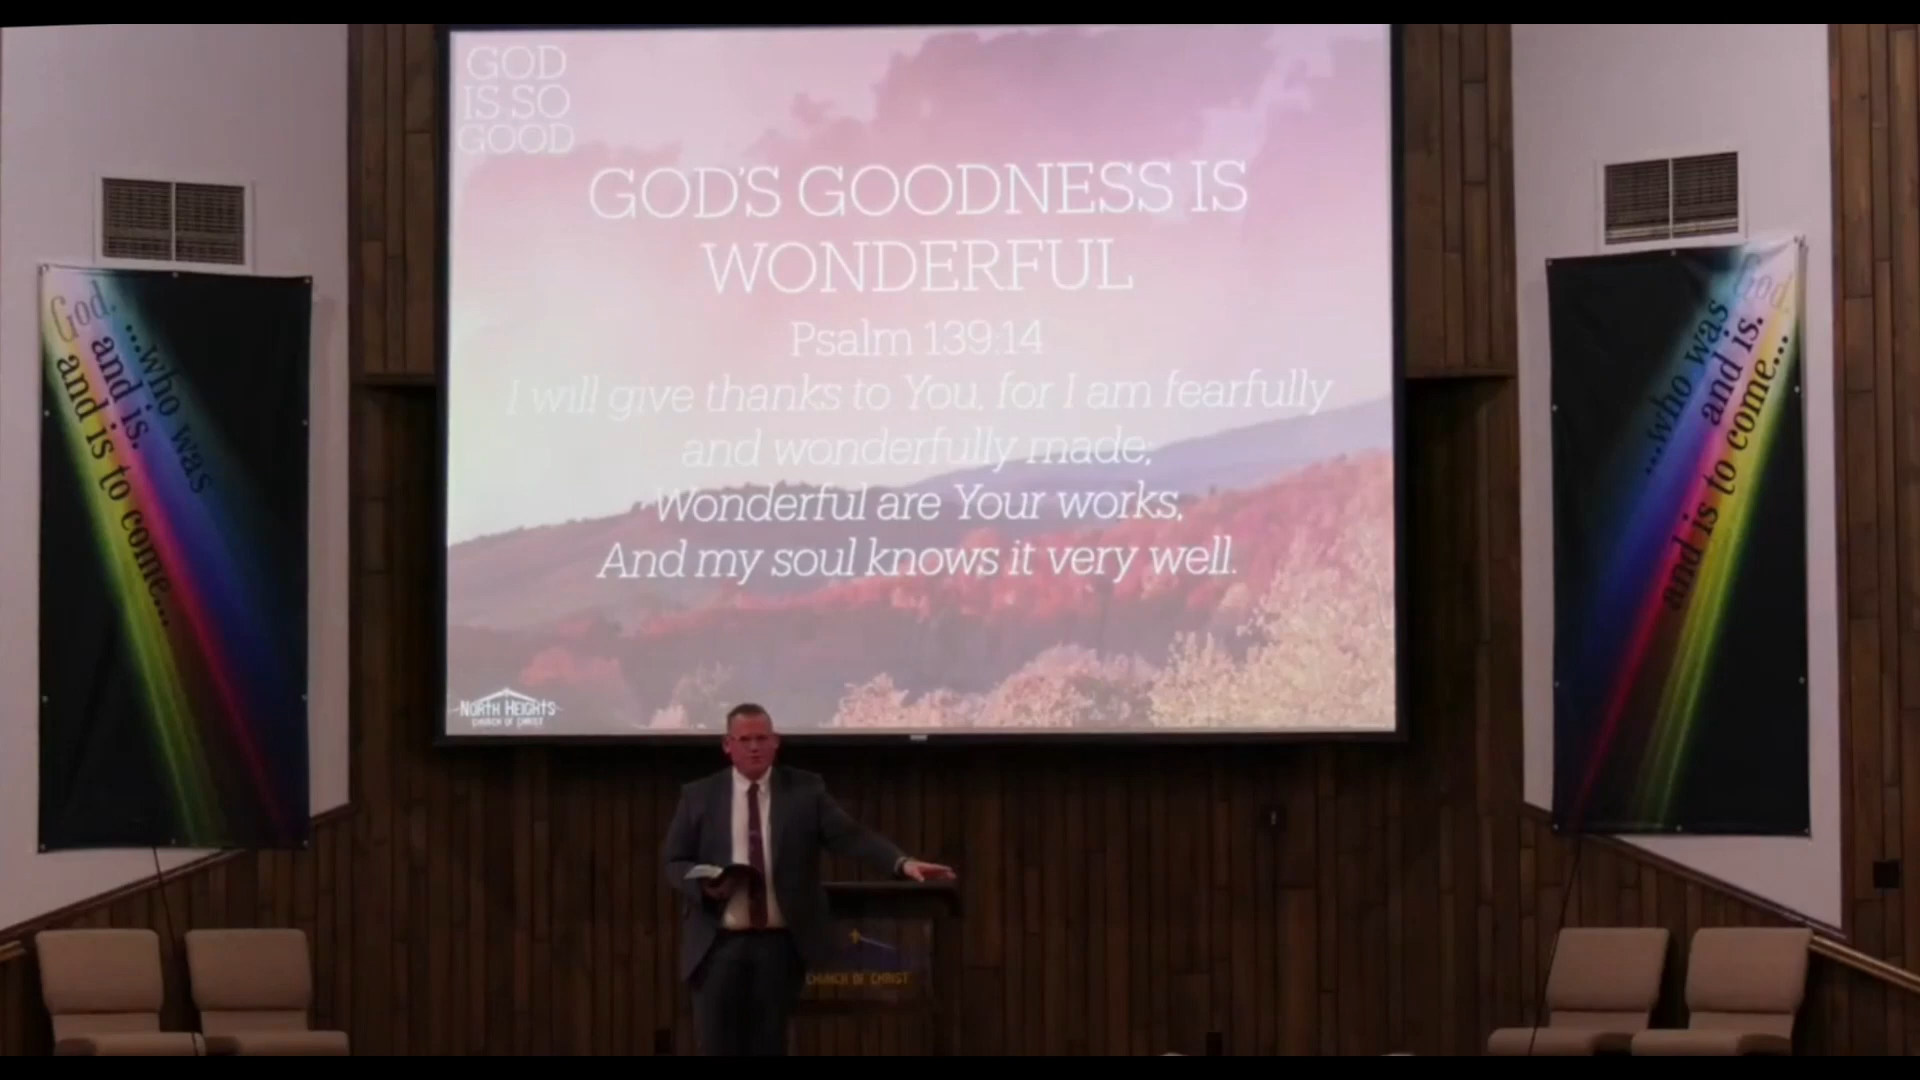 GOD
IS SO
GOOD
GOD'S GOODNESS IS
WONDERFUL
Psalm 139:14
I will give thanks to You, for I am fearfully
and wonderfully made;
Wonderful are Your works,
And my soul knows it very well.
NORTH HEIGHTS
CHURCH OF CHRIST
God.
...who was
and is.
and is to come...
God.
...who was
and is.
and is to come...
CHURCH OF CHRIST